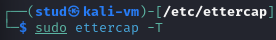 ┌──(stud㉿kali-vm)-[/etc/ettercap]
└─$ sudo ettercap -T